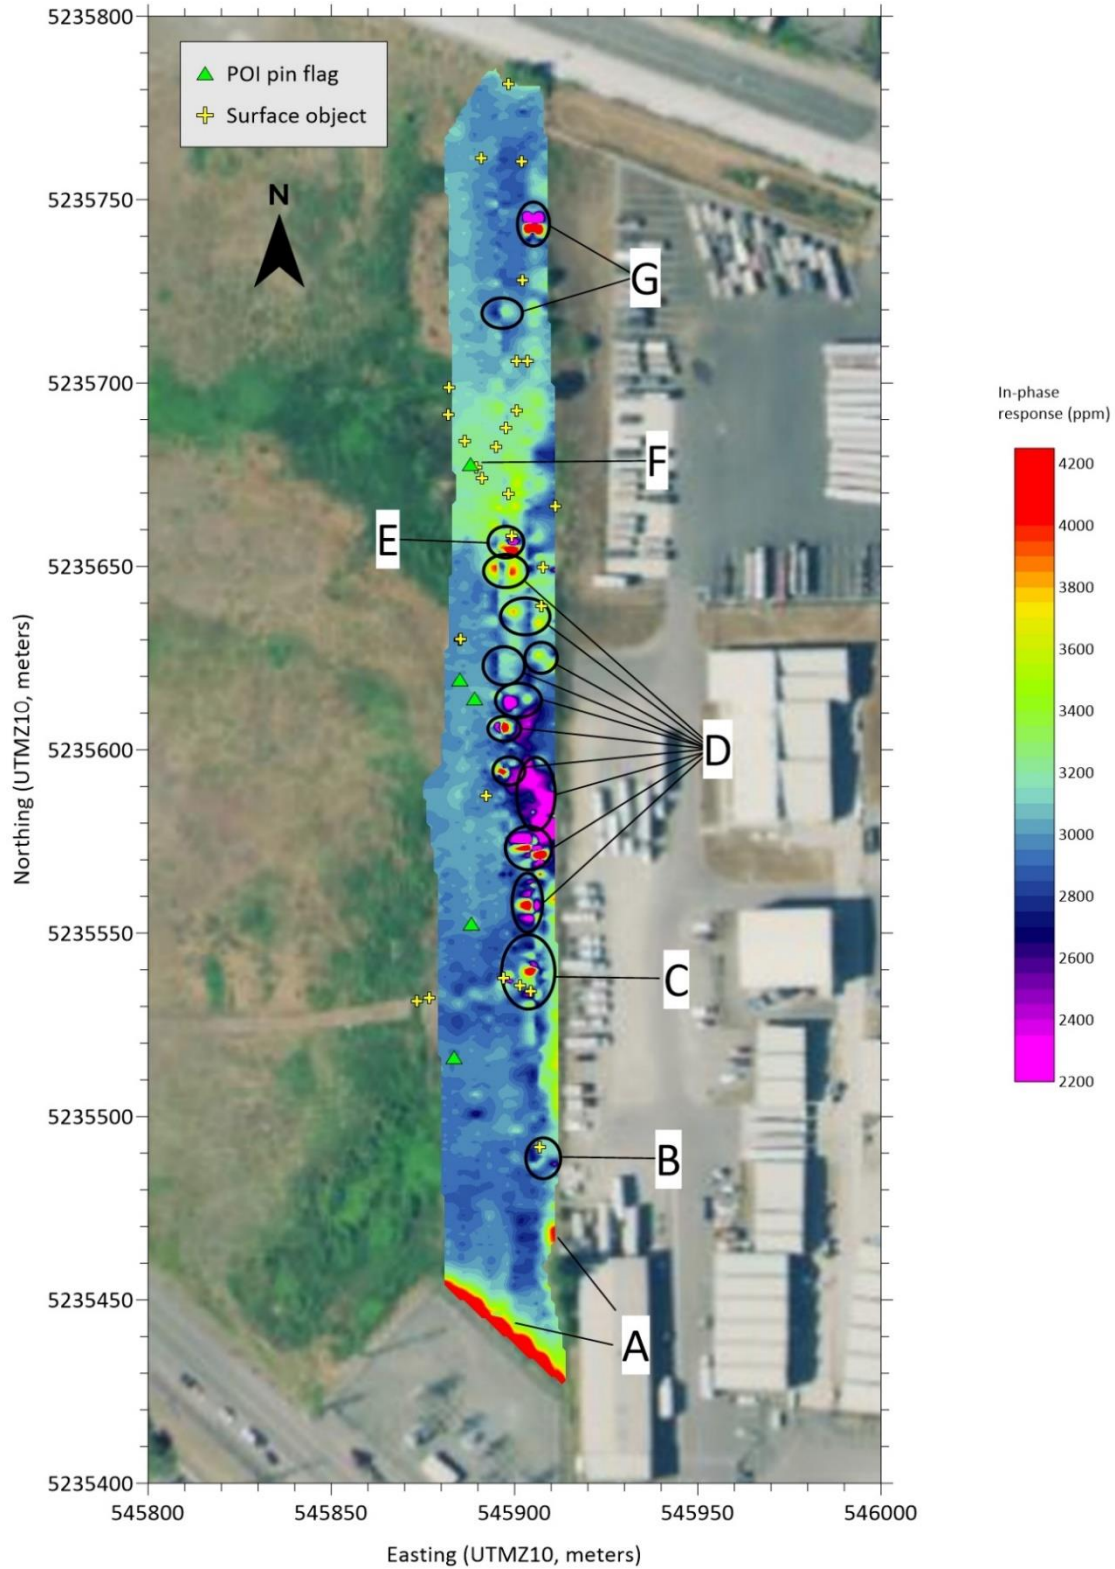 5235800
POI pin flag
Surface object
N
5235750
G
5235700
F
E
5235650
5235600
D
5235550
C
5235500
B
5235450
A
5235400
545800
545850
545900
545950
546000
Northing (UTMZ10, meters)
Easting (UTMZ10, meters)
In-phase
response (ppm)
4200
4000
3800
3600
3400
3200
3000
2800
2600
2400
2200